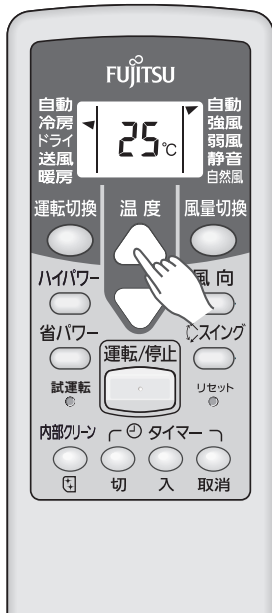 FUJITSU
自動
冷房
ドライ
送風
暖房
25℃
自動
強風
弱風
静音
自然風
運転切換 温度 風量切換
ハイパワー 風向
省パワー スイング
運転/停止
試運転 リセット
内部クリーン タイマー
切 入 取消